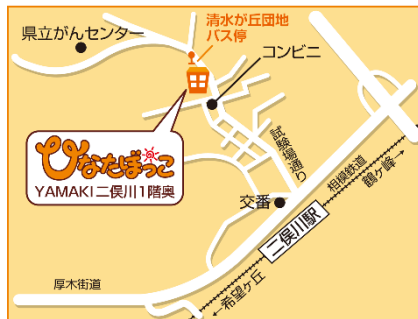 清水が丘団地
バス停
県立がんセンター
コンビニ
ひなたぼっこ
YAMAKI二俣川1階奥
試験場通り
相模鉄道
鶴ヶ峰→
交番
二俣川駅
←希望ヶ丘
厚木街道